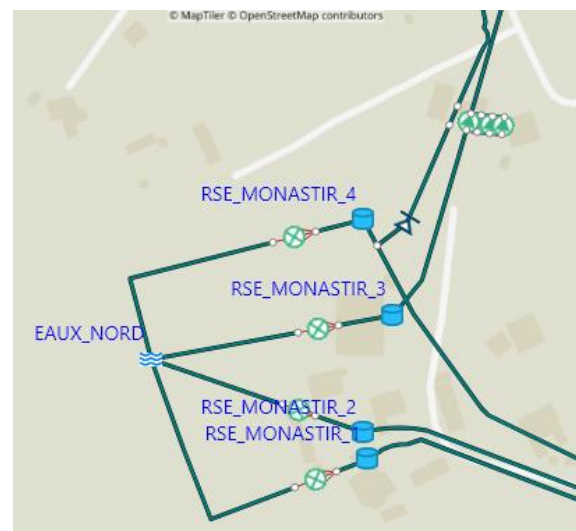 © MapTiler © OpenStreetMap contributors
RSE_MONASTIR_4
RSE_MONASTIR_3
EAUX_NORD
RSE_MONASTIR_2
RSE_MONASTIR_1